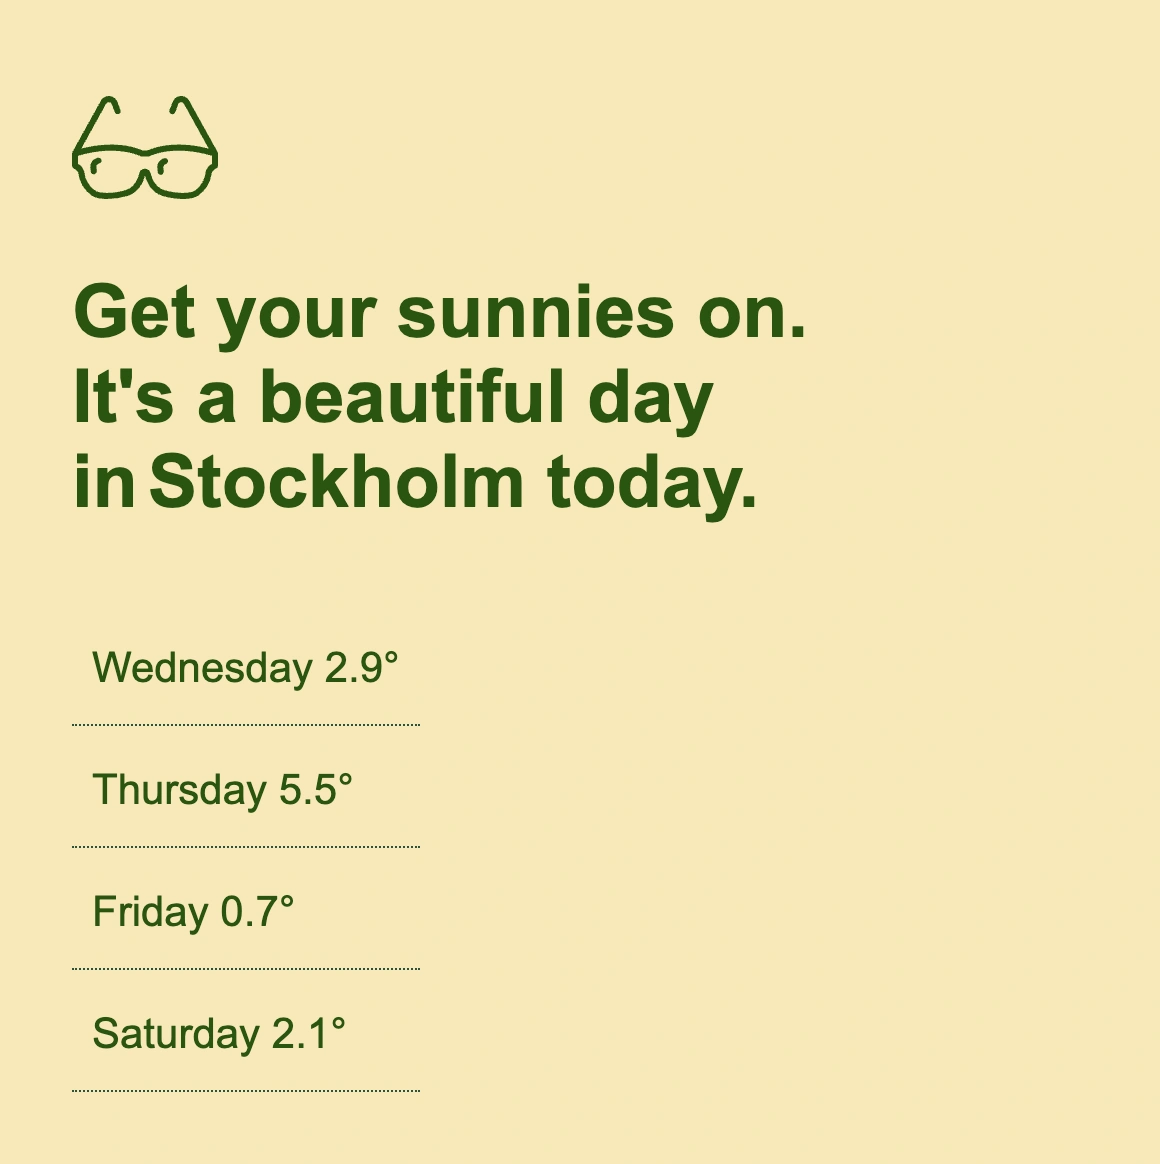 Get your sunnies on.
It's a beautiful day
in Stockholm today.
Wednesday 2.9°
Thursday 5.5°
Friday 0.7°
Saturday 2.1°